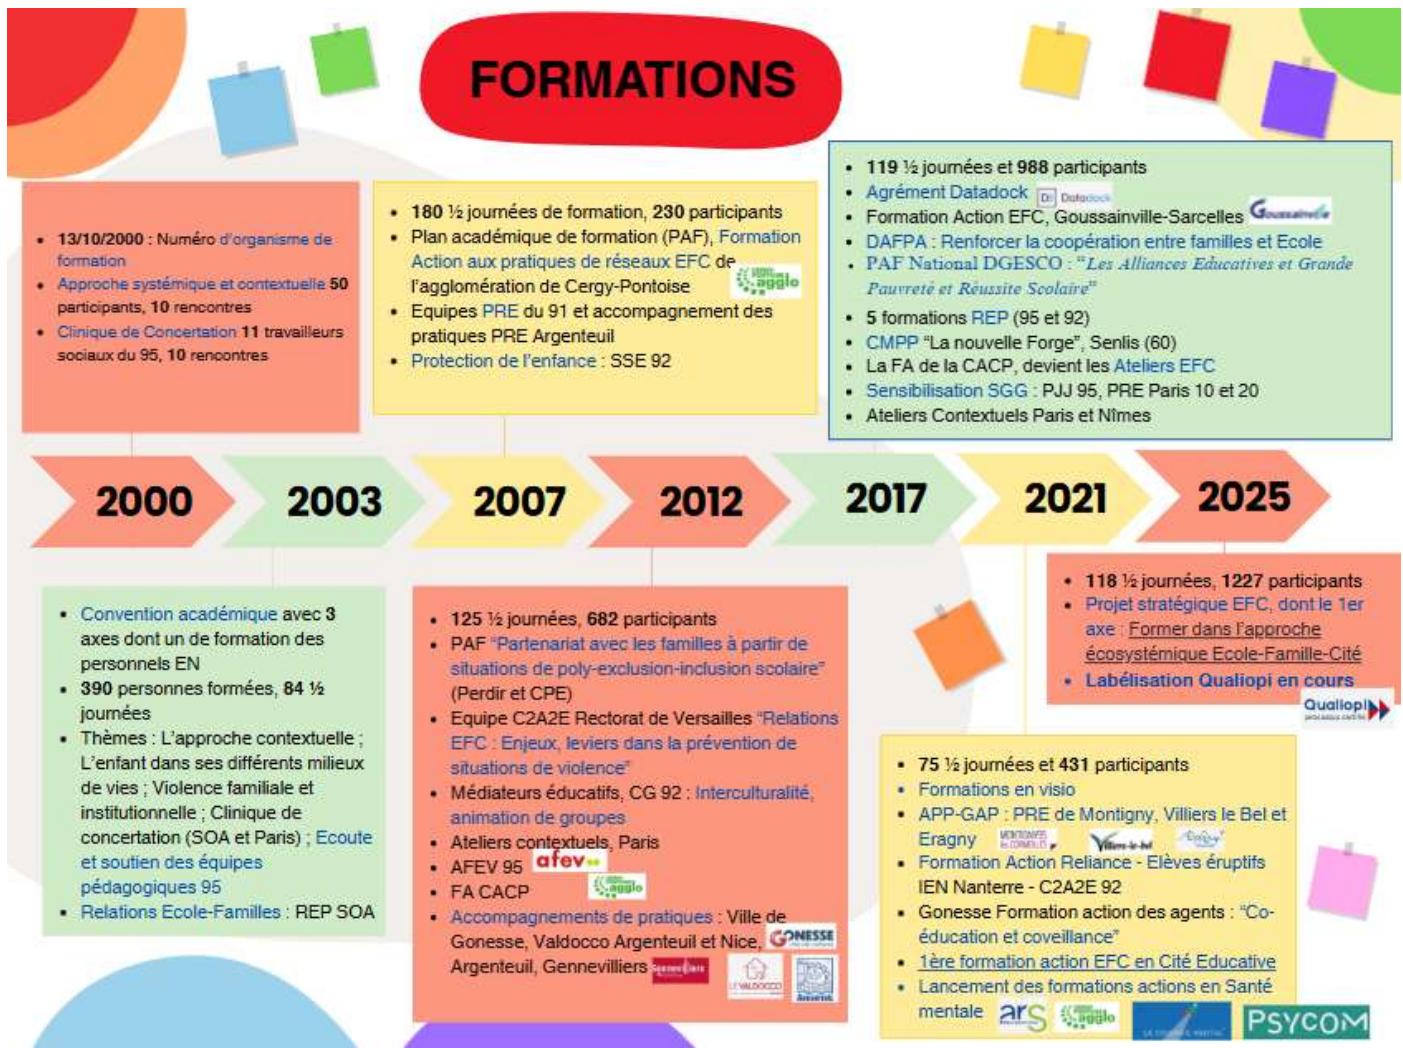 FORMATIONS
13/10/2000 : Numéro d'organisme de
formation
Approche systémique et contextuelle 50
participants, 10 rencontres
Clinique de Concertation 11 travailleurs
sociaux du 95, 10 rencontres
180 ½ journées de formation, 230 participants
Plan académique de formation (PAF), Formation
Action aux pratiques de réseaux EFC de
l'agglomération de Cergy-Pontoise
agglo
Equipes PRE du 91 et accompagnement des
pratiques PRE Argenteuil
Protection de l'enfance : SSE 92
119 ½ journées et 988 participants
Agrément Datadock
Datadock
Formation Action EFC, Goussainville-Sarcelles
Goussainville
DAFPA : Renforcer la coopération entre familles et Ecole
PAF National DGESCO : “Les Alliances Educatives et Grande
Pauvreté et Réussite Scolaire”
5 formations REP (95 et 92)
CMPP “La nouvelle Forge”, Senlis (60)
La FA de la CACP, devient les Ateliers EFC
Sensibilisation SGG : PJJ 95, PRE Paris 10 et 20
Ateliers Contextuels Paris et Nîmes
2000
2003
2007
2012
2017
2021
2025
Convention académique avec 3
axes dont un de formation des
personnels EN
390 personnes formées, 84 ½
journées
Thèmes : L'approche contextuelle ;
L'enfant dans ses différents milieux
de vies ; Violence familiale et
institutionnelle ; Clinique de
concertation (SOA et Paris) ; Ecoute
et soutien des équipes
pédagogiques 95
Relations Ecole-Familles : REP SOA
125 ½ journées, 682 participants
PAF “Partenariat avec les familles à partir de
situations de poly-exclusion-inclusion scolaire”
(Perdir et CPE)
Equipe C2A2E Rectorat de Versailles “Relations
EFC : Enjeux, leviers dans la prévention de
situations de violence”
Médiateurs éducatifs, CG 92 : Interculturalité,
animation de groupes
Ateliers contextuels, Paris
AFEV 95
afev
FA CACP
agglo
Accompagnements de pratiques : Ville de
Gonesse, Valdocco Argenteuil et Nice,
GONESSE
Argenteuil, Gennevilliers
Gennevilliers
LE VALDOCCO
Argenteuil
118 ½ journées, 1227 participants
Projet stratégique EFC, dont le 1er
axe : Former dans l'approche
écosystémique Ecole-Famille-Cité
Labélisation Qualiopi en cours
Qualiopi
processus certifié
75 ½ journées et 431 participants
Formations en visio
APP-GAP : PRE de Montigny, Villiers le Bel et
Eragny
Villiers-le-bel
Formation Action Reliance - Elèves éruptifs
IEN Nanterre - C2A2E 92
Gonesse Formation action des agents : “Co-
éducation et coveillance”
1ère formation action EFC en Cité Educative
Lancement des formations actions en Santé
mentale
ars
agglo
PSYCOM